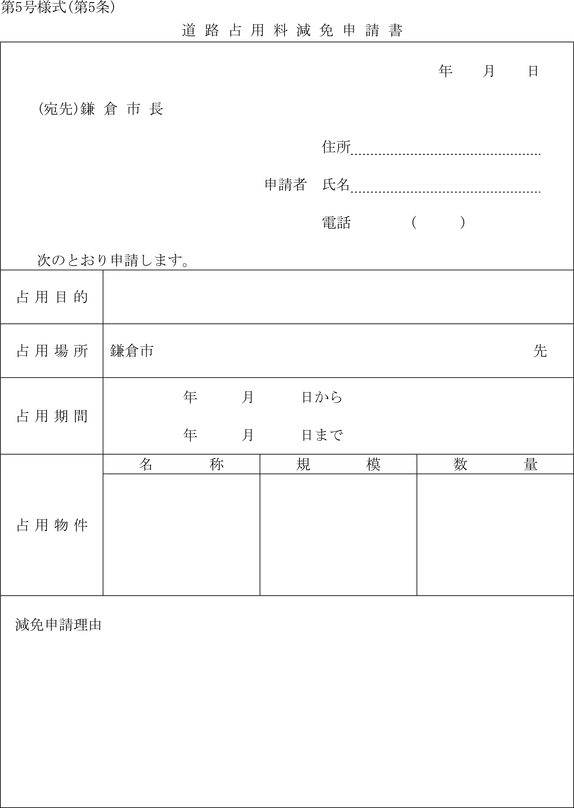 第5号様式(第5条)
道路占用料減免申請書
年　　月　　日
(宛先)鎌倉市長
住所
申請者　氏名
電話　　　　(　　　)
次のとおり申請します。
占用目的
占用場所　鎌倉市　　　　　　　　先
占用期間　　　年　　　月　　　日から
年　　　月　　　日まで
名称　規模　数量
占用物件
減免申請理由